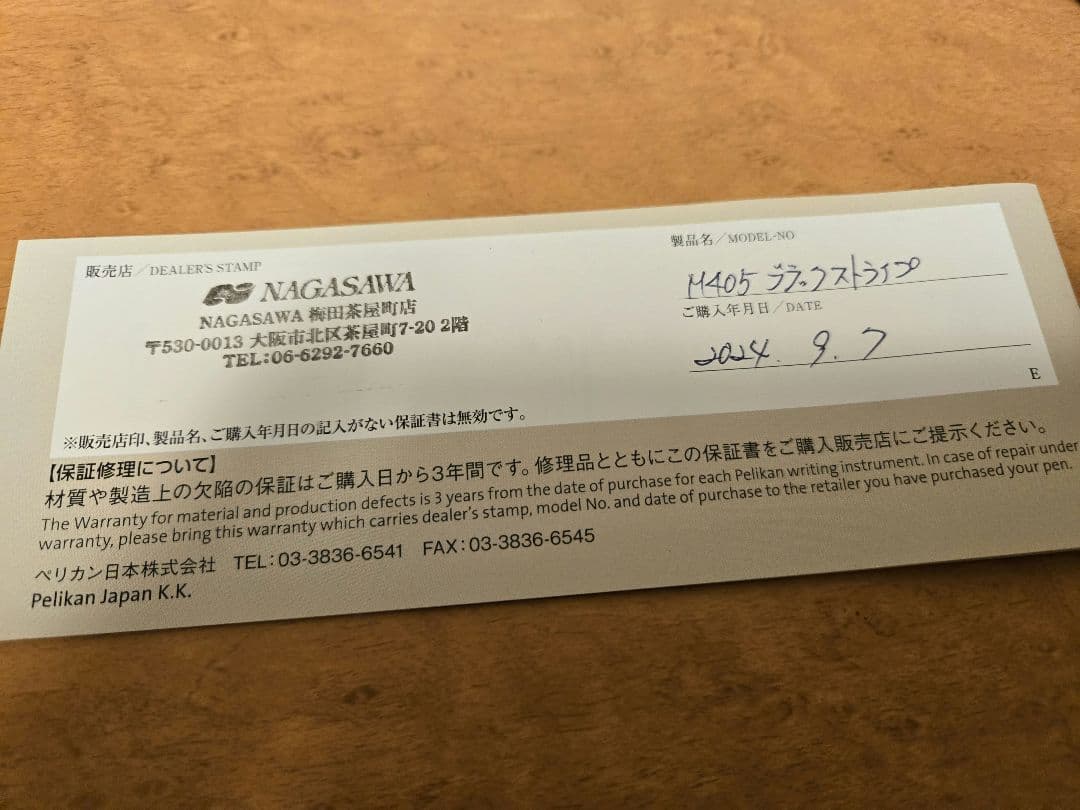 販売店/DEALER'S STAMP
NAGASAWA
NAGASAWA 梅田茶屋町店
〒530-0013 大阪市北区茶屋町7-20 2階
TEL:06-6292-7660
製品名/MODEL-NO
M405 ブラックストライプ
ご購入年月日/DATE
2024. 9. 7
E
※販売店印、製品名、ご購入年月日の記入がない保証書は無効です。
【保証修理について】
材質や製造上の欠陥の保証はご購入日から3年間です。修理品とともにこの保証書をご購入販売店にご提示ください。
The Warranty for material and production defects is 3 years from the date of purchase for each Pelikan writing instrument. In case of repair under
warranty, please bring this warranty which carries dealer's stamp, model No. and date of purchase to the retailer you have purchased your pen.
ペリカン日本株式会社 TEL:03-3836-6541 FAX:03-3836-6545
Pelikan Japan K.K.